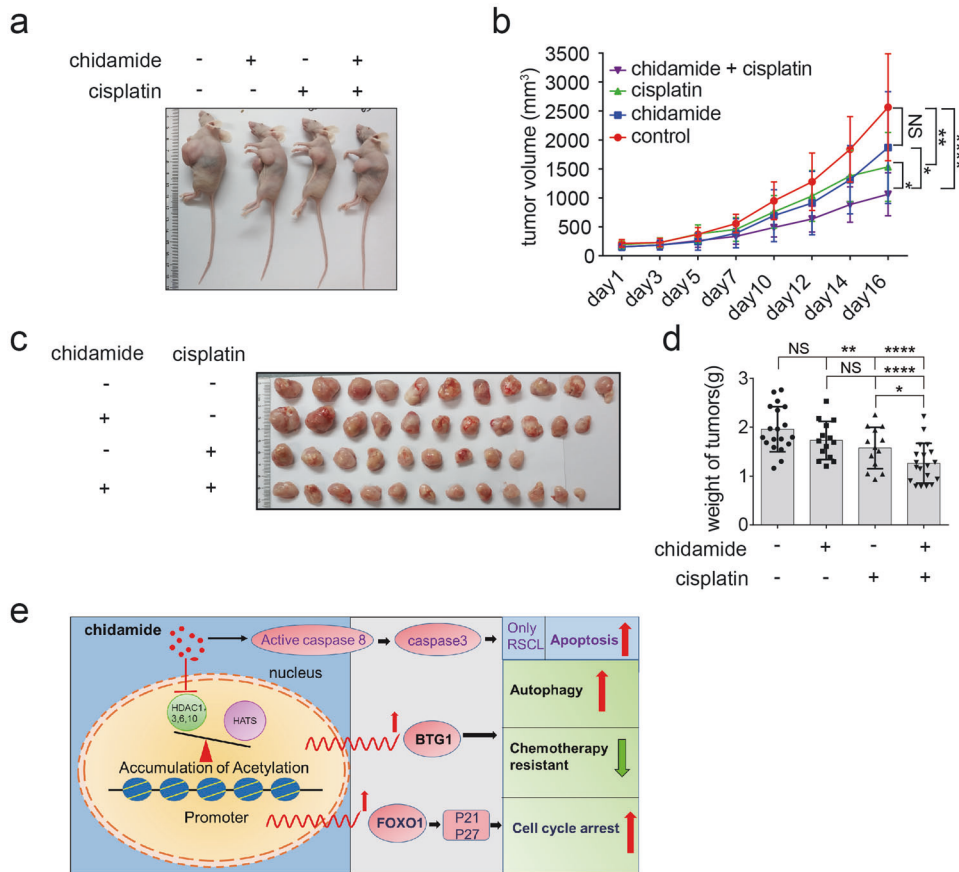 a
chidamide - + - +
cisplatin - - + +
b
tumor volume (mm³)
3500
3000
2500
2000
1500
1000
500
0
chidamide + cisplatin
cisplatin
chidamide
control
NS
**
****
*
*
day1 day3 day5 day7 day10 day12 day14 day16
c
chidamide cisplatin
- -
+ -
- +
+ +
d
weight of tumors(g)
3
2
1
0
NS ** ****
NS ****
*
chidamide - + - +
cisplatin - - + +
e
chidamide
Active caspase 8
caspase3
Only
RSCL
Apoptosis
nucleus
HDAC1,
3,6,10
HATS
Autophagy
BTG1
Chemotherapy
resistant
Accumulation of Acetylation
Promoter
FOXO1
P21
P27
Cell cycle arrest